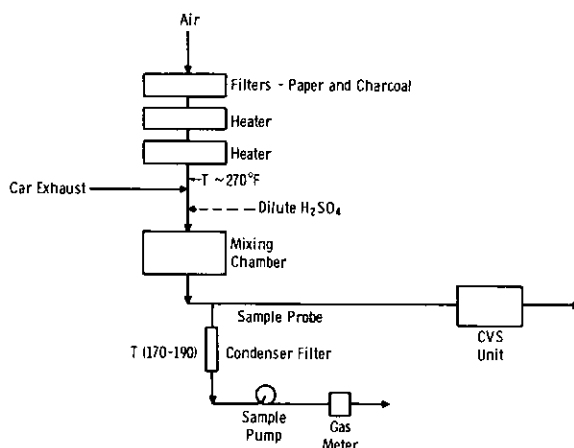 Air
Filters - Paper and Charcoal
Heater
Heater
T ~270°F
Car Exhaust
Dilute H₂SO₄
Mixing
Chamber
Sample Probe
CVS
Unit
T (170-190)
Condenser Filter
Sample
Pump
Gas
Meter